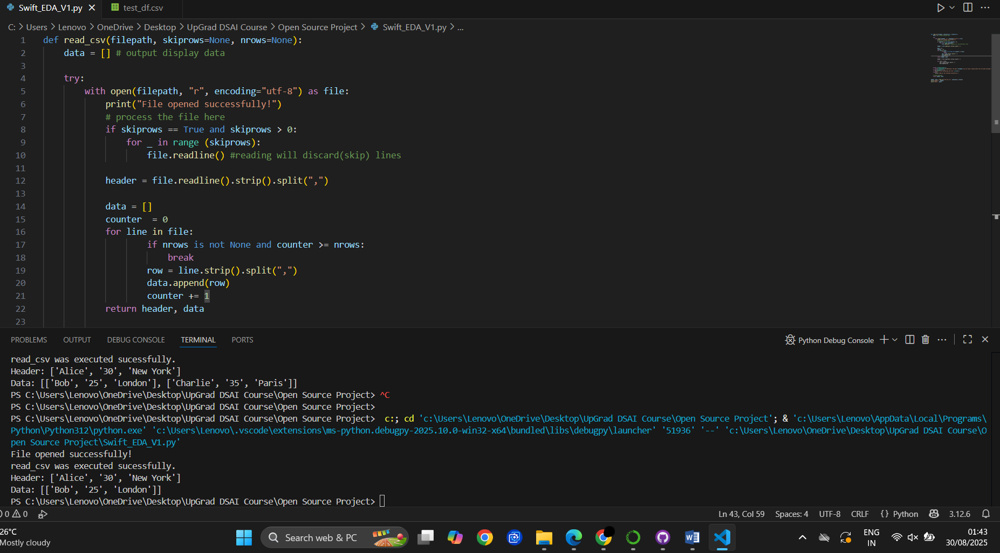 Swift_EDA_V1.py
test_df.csv
C: > Users > Lenovo > OneDrive > Desktop > UpGrad DSAI Course > Open Source Project > Swift_EDA_V1.py > ...
1 def read_csv(filepath, skiprows=None, nrows=None):
2 data = [] # output display data
3
4 try:
5 with open(filepath, "r", encoding="utf-8") as file:
6 print("File opened successfully!")
7 # process the file here
8 if skiprows == True and skiprows > 0:
9 for _ in range (skiprows):
10 file.readline() #reading will discard(skip) lines
11
12 header = file.readline().strip().split(",")
13
14 data = []
15 counter  = 0
16 for line in file:
17 if nrows is not None and counter >= nrows:
18 break
19 row = line.strip().split(",")
20 data.append(row)
21 counter += 1
22 return header, data
23
PROBLEMS OUTPUT DEBUG CONSOLE TERMINAL PORTS
Python Debug Console
read_csv was executed sucessfully.
Header: ['Alice', '30', 'New York']
Data: [['Bob', '25', 'London'], ['Charlie', '35', 'Paris']]
PS C:\Users\Lenovo\OneDrive\Desktop\UpGrad DSAI Course\Open Source Project> ^C
PS C:\Users\Lenovo\OneDrive\Desktop\UpGrad DSAI Course\Open Source Project>
PS C:\Users\Lenovo\OneDrive\Desktop\UpGrad DSAI Course\Open Source Project>  c:; cd 'c:\Users\Lenovo\OneDrive\Desktop\UpGrad DSAI Course\Open Source Project'; & 'c:\Users\Lenovo\AppData\Local\Programs\
Python\Python312\python.exe' 'c:\Users\Lenovo\.vscode\extensions\ms-python.debugpy-2025.10.0-win32-x64\bundled\libs\debugpy\launcher' '51936' '--' 'c:\Users\Lenovo\OneDrive\Desktop\UpGrad DSAI Course\O
pen Source Project\Swift_EDA_V1.py'
File opened successfully!
read_csv was executed sucessfully.
Header: ['Alice', '30', 'New York']
Data: [['Bob', '25', 'London']]
PS C:\Users\Lenovo\OneDrive\Desktop\UpGrad DSAI Course\Open Source Project>
0 0
Ln 43, Col 59 Spaces: 4 UTF-8 CRLF {} Python 3.12.6
26°C
Mostly cloudy
Search web & PC
ENG
IN
01:43
30/08/2025